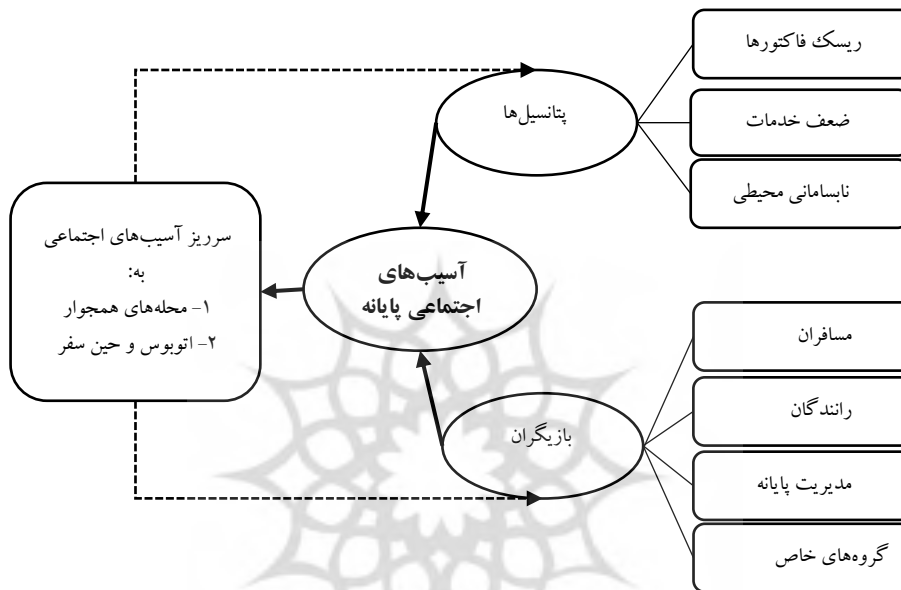 ریسک فاکتورها
پتانسیل‌ها
ضعف خدمات
نابسامانی محیطی
سرریز آسیب‌های اجتماعی
به:
۱- محله‌های همجوار
۲- اتوبوس و حین سفر
آسیب‌های
اجتماعی پایانه
مسافران
رانندگان
بازیگران
مدیریت پایانه
گروه‌های خاص